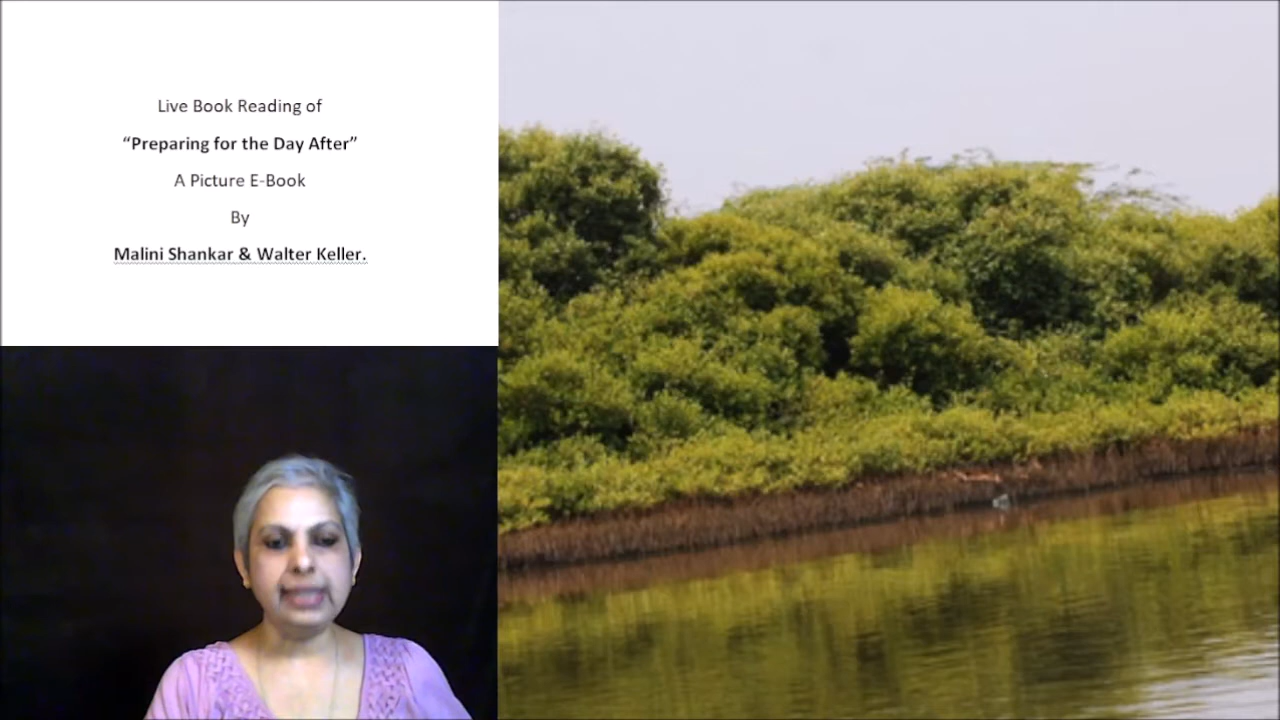 Live Book Reading of
“Preparing for the Day After”
A Picture E-Book
By
Malini Shankar & Walter Keller.